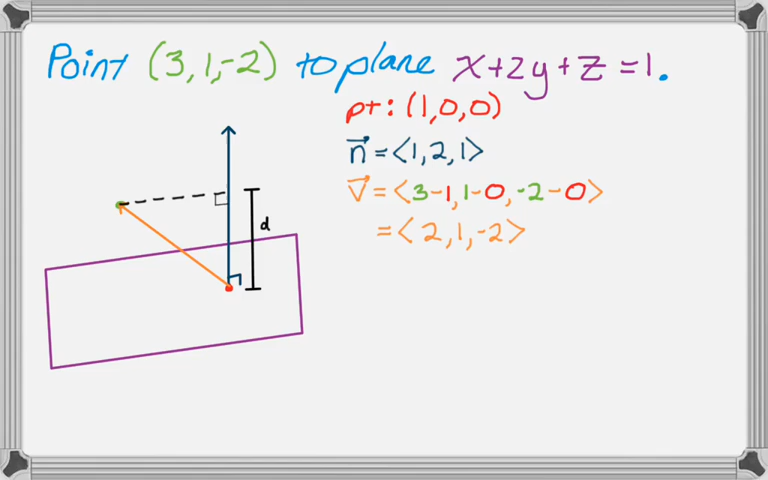 Point (3,1,-2) to plane x+2y+z=1.
pt: (1,0,0)
n⃗=<1,2,1>
v⃗=<3-1,1-0,-2-0>
=<2,1,-2>
d